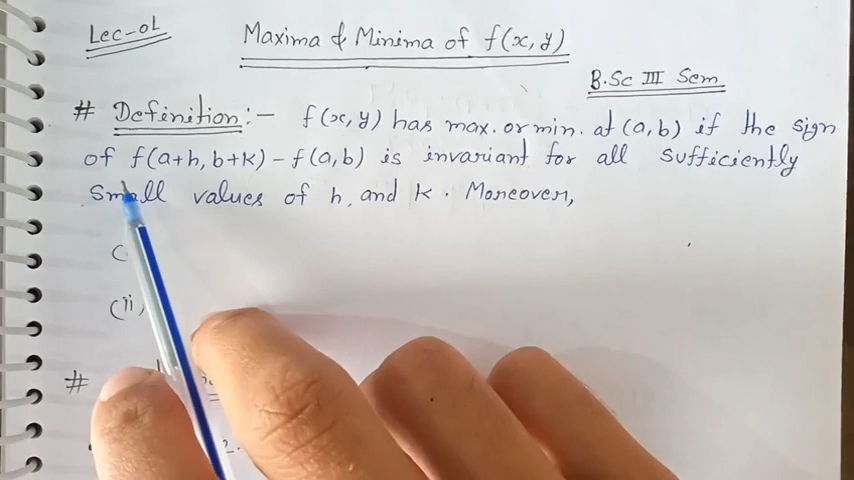 Lec-01
Maxima & Minima of f(x, y)
B.Sc III Sem
# Definition:- f(x, y) has max. or min. at (a, b) if the sign
of f(a+h, b+k) - f(a, b) is invariant for all sufficiently
small values of h, and k. Moreover,
(
(ii)
#
2.